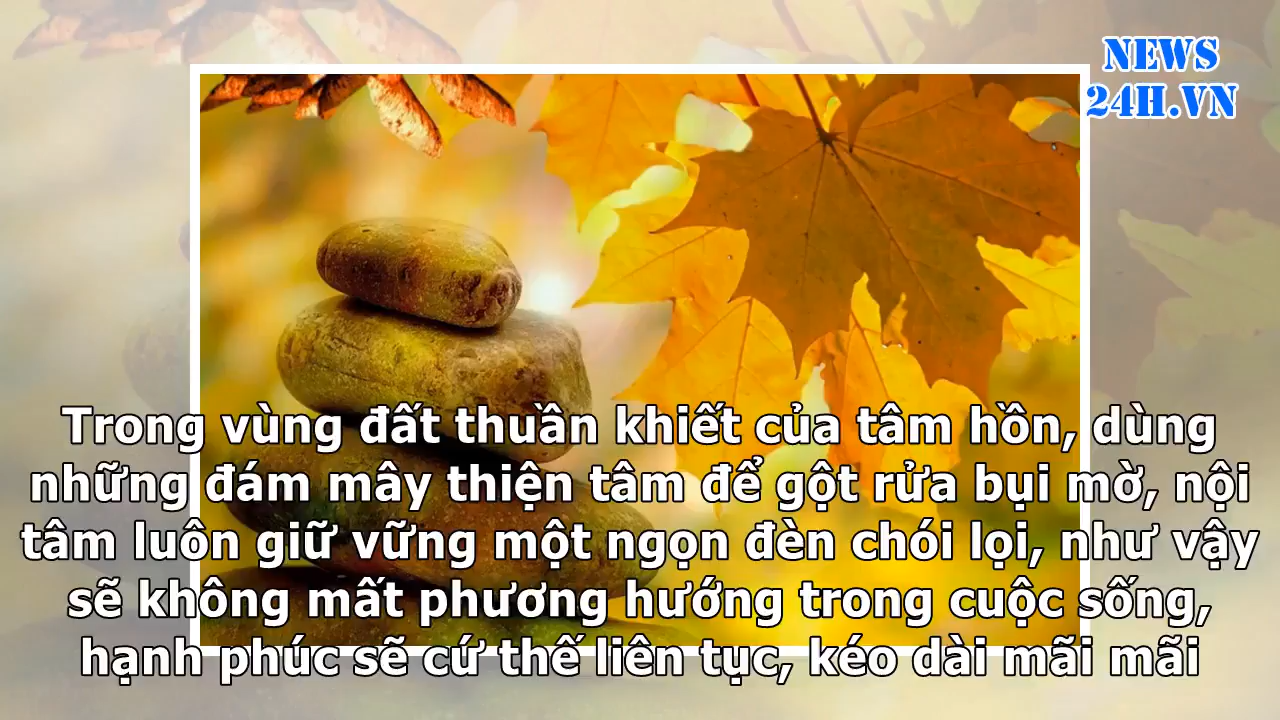 NEWS
24H.VN
Trong vùng đất thuần khiết của tâm hồn, dùng
những đám mây thiện tâm để gột rửa bụi mờ, nội
tâm luôn giữ vững một ngọn đèn chói lọi, như vậy
sẽ không mất phương hướng trong cuộc sống,
hạnh phúc sẽ cứ thế liên tục, kéo dài mãi mãi